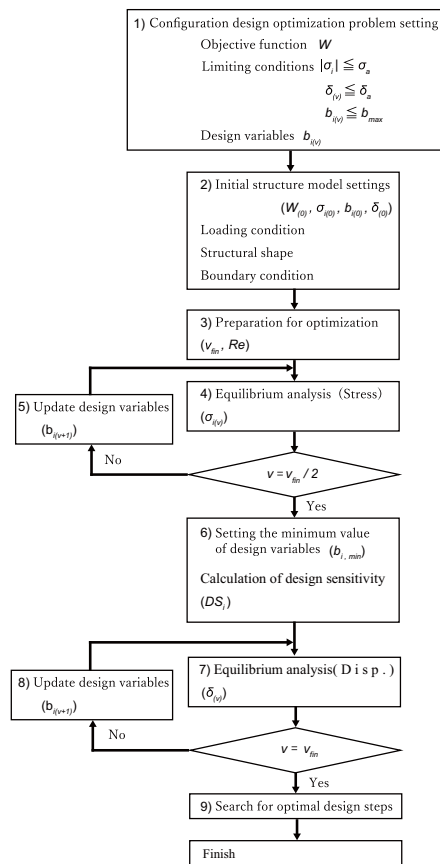 1) Configuration design optimization problem setting
Objective function W
Limiting conditions |σi| ≦ σa
δ(v) ≦ δa
bi(v) ≦ bmax
Design variables bi(v)
2) Initial structure model settings
(W(0), σi(0), bi(0), δ(0))
Loading condition
Structural shape
Boundary condition
3) Preparation for optimization
(vfin, Re)
4) Equilibrium analysis（Stress）
(σi(v))
5) Update design variables
(bi(v+1))
No
v = vfin / 2
Yes
6) Setting the minimum value
of design variables (bi, min)
Calculation of design sensitivity
(DSi)
7) Equilibrium analysis( D i s p . )
(δ(v))
8) Update design variables
(bi(v+1))
No
v = vfin
Yes
9) Search for optimal design steps
Finish